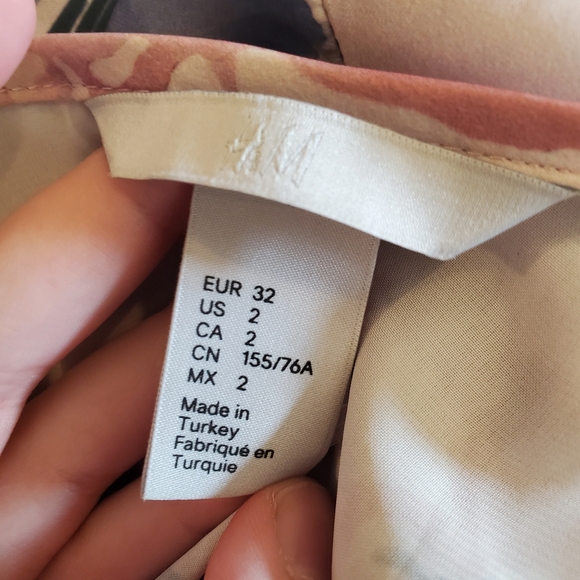 H&M
EUR 32
US 2
CA 2
CN 155/76A
MX 2
Made in
Turkey
Fabriqué en
Turquie